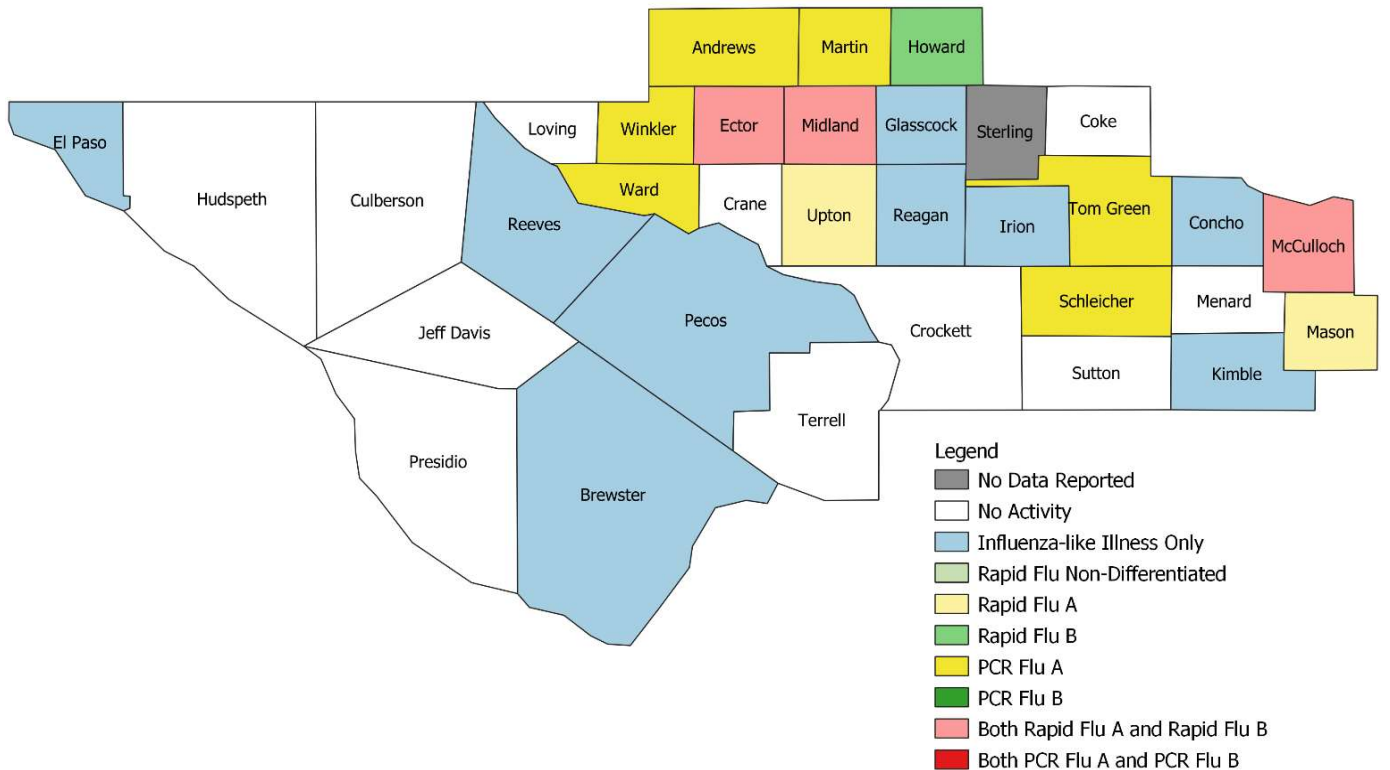 Andrews
Martin
Howard
El Paso
Hudspeth
Culberson
Loving
Winkler
Ector
Midland
Glasscock
Sterling
Coke
Reeves
Ward
Crane
Upton
Reagan
Irion
Tom Green
Concho
McCulloch
Jeff Davis
Pecos
Crockett
Schleicher
Menard
Mason
Presidio
Brewster
Terrell
Sutton
Kimble
Legend
No Data Reported
No Activity
Influenza-like Illness Only
Rapid Flu Non-Differentiated
Rapid Flu A
Rapid Flu B
PCR Flu A
PCR Flu B
Both Rapid Flu A and Rapid Flu B
Both PCR Flu A and PCR Flu B